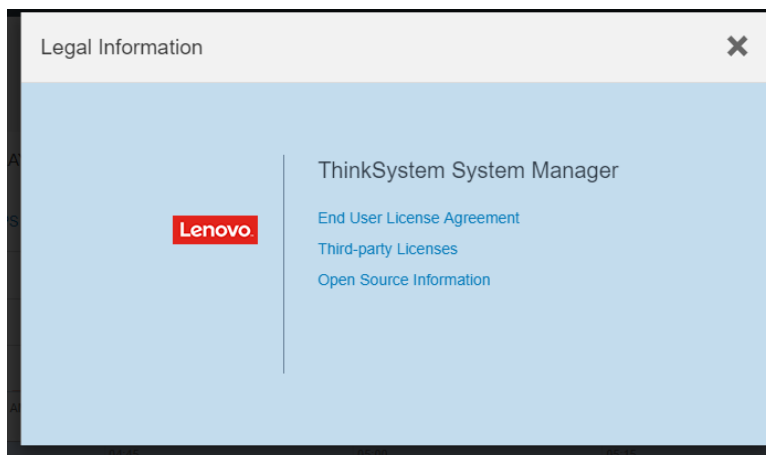 Legal Information
ThinkSystem System Manager
End User License Agreement
Lenovo.
Third-party Licenses
Open Source Information